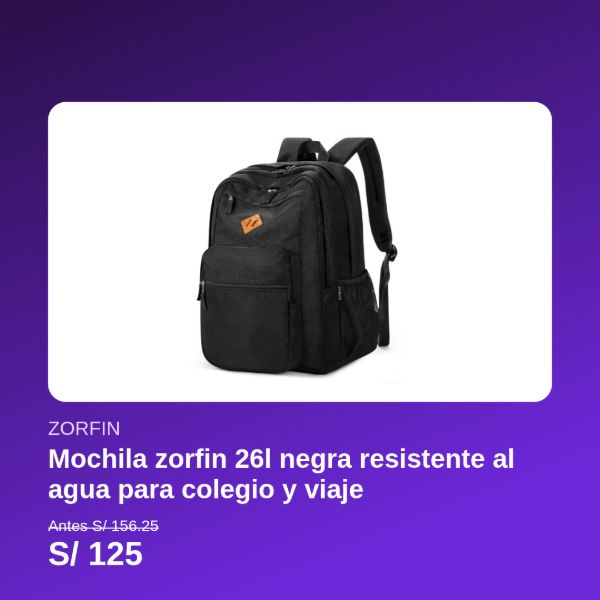 ZORFIN
Mochila zorfin 26l negra resistente al
agua para colegio y viaje
Antes S/ 156.25
S/ 125